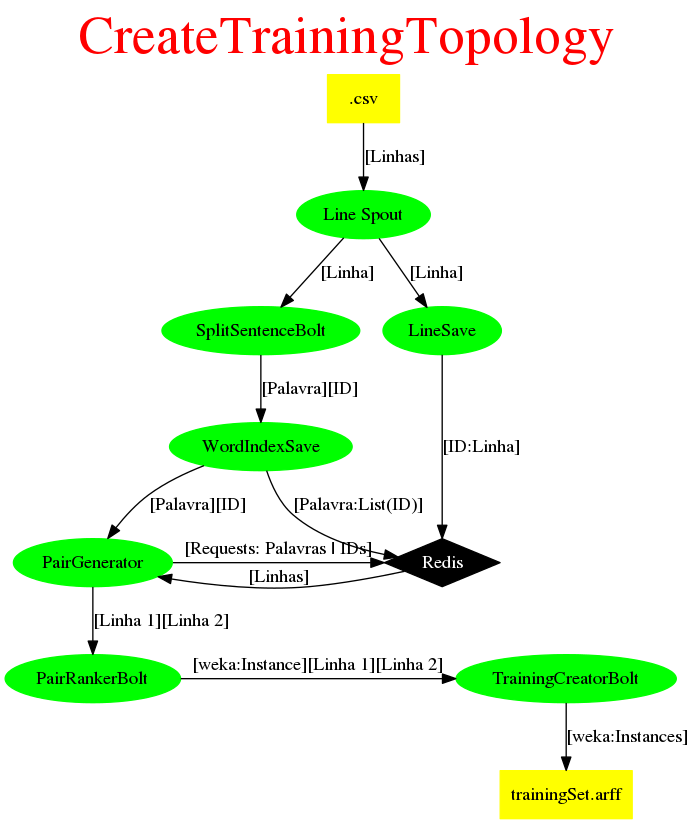 CreateTrainingTopology
.csv
[Linhas]
Line Spout
[Linha]
[Linha]
SplitSentenceBolt
LineSave
[Palavra][ID]
WordIndexSave
[ID:Linha]
[Palavra][ID]
[Palavra:List(ID)]
[Requests: Palavras | IDs]
PairGenerator
Redis
[Linhas]
[Linha 1][Linha 2]
[weka:Instance][Linha 1][Linha 2]
PairRankerBolt
TrainingCreatorBolt
[weka:Instances]
trainingSet.arff